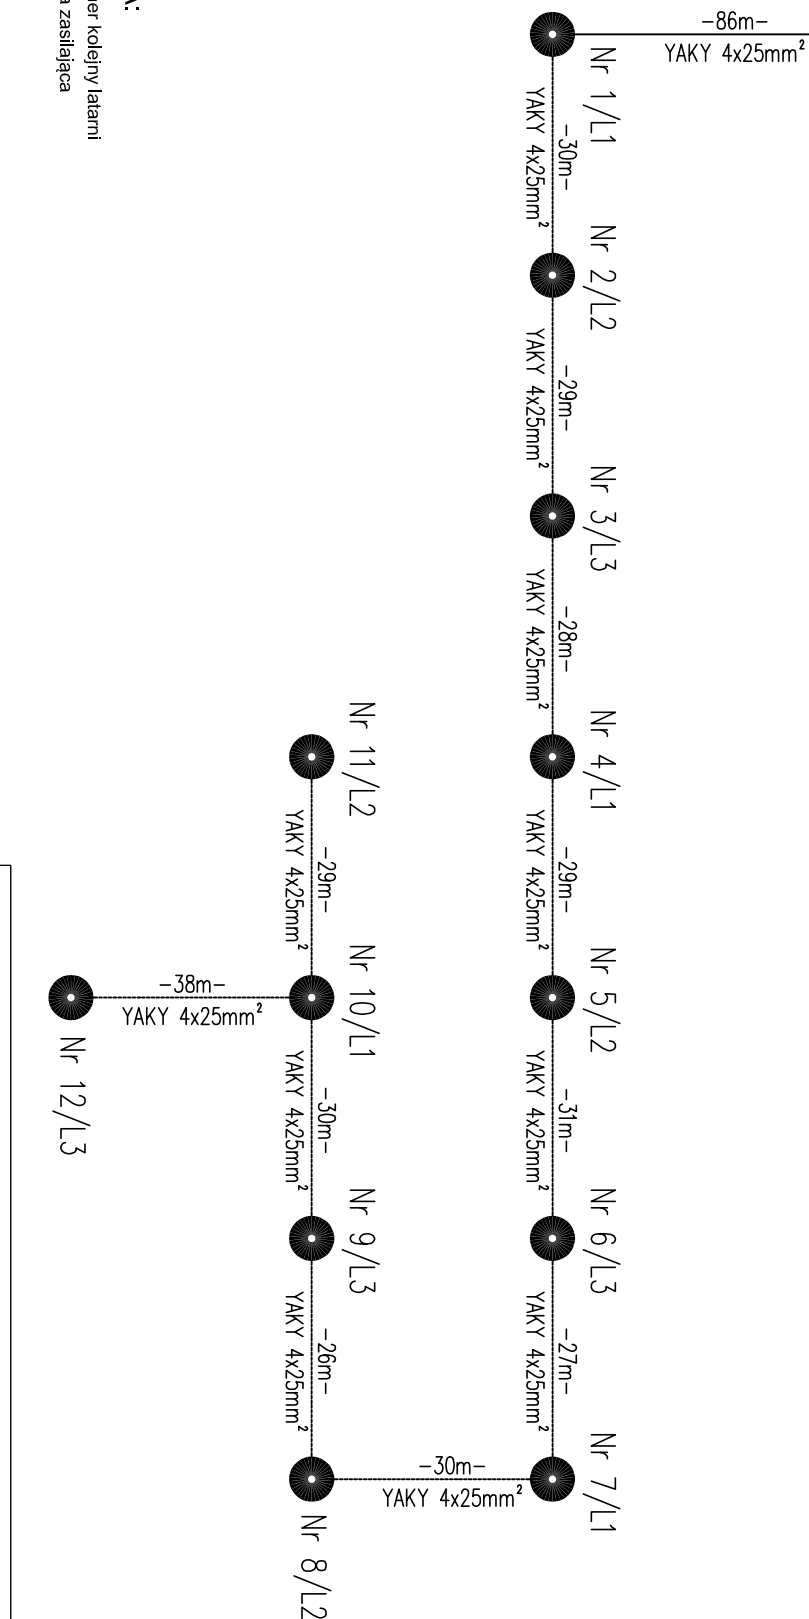 -86m-
YAKY 4x25mm²
Nr 1/L1
-30m-
YAKY 4x25mm²
Nr 2/L2
-29m-
YAKY 4x25mm²
Nr 3/L3
-28m-
YAKY 4x25mm²
Nr 4/L1
-29m-
YAKY 4x25mm²
Nr 5/L2
-31m-
YAKY 4x25mm²
Nr 6/L3
-27m-
YAKY 4x25mm²
Nr 7/L1
-30m-
YAKY 4x25mm²
Nr 8/L2
-26m-
YAKY 4x25mm²
Nr 9/L3
-30m-
YAKY 4x25mm²
Nr 10/L1
-29m-
YAKY 4x25mm²
Nr 11/L2
-38m-
YAKY 4x25mm²
Nr 12/L3
A:
er kolejny latarni
a zasilająca